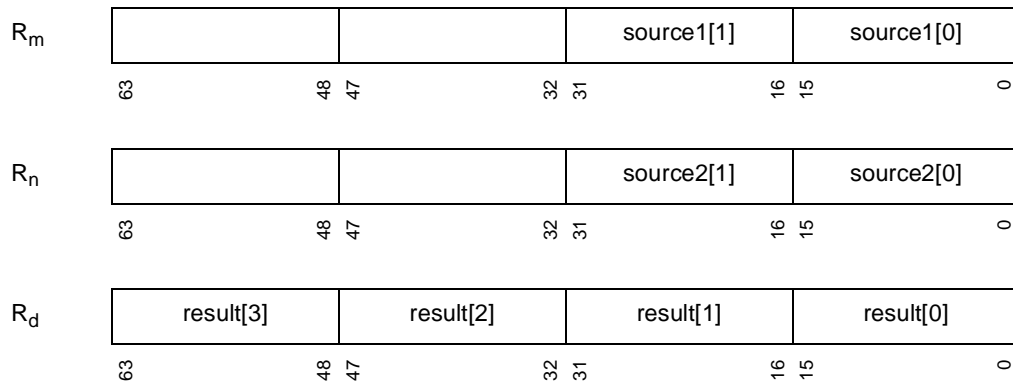 Rm source1[1] source1[0]
63 48 47 32 31 16 15 0
Rn source2[1] source2[0]
63 48 47 32 31 16 15 0
Rd result[3] result[2] result[1] result[0]
63 48 47 32 31 16 15 0